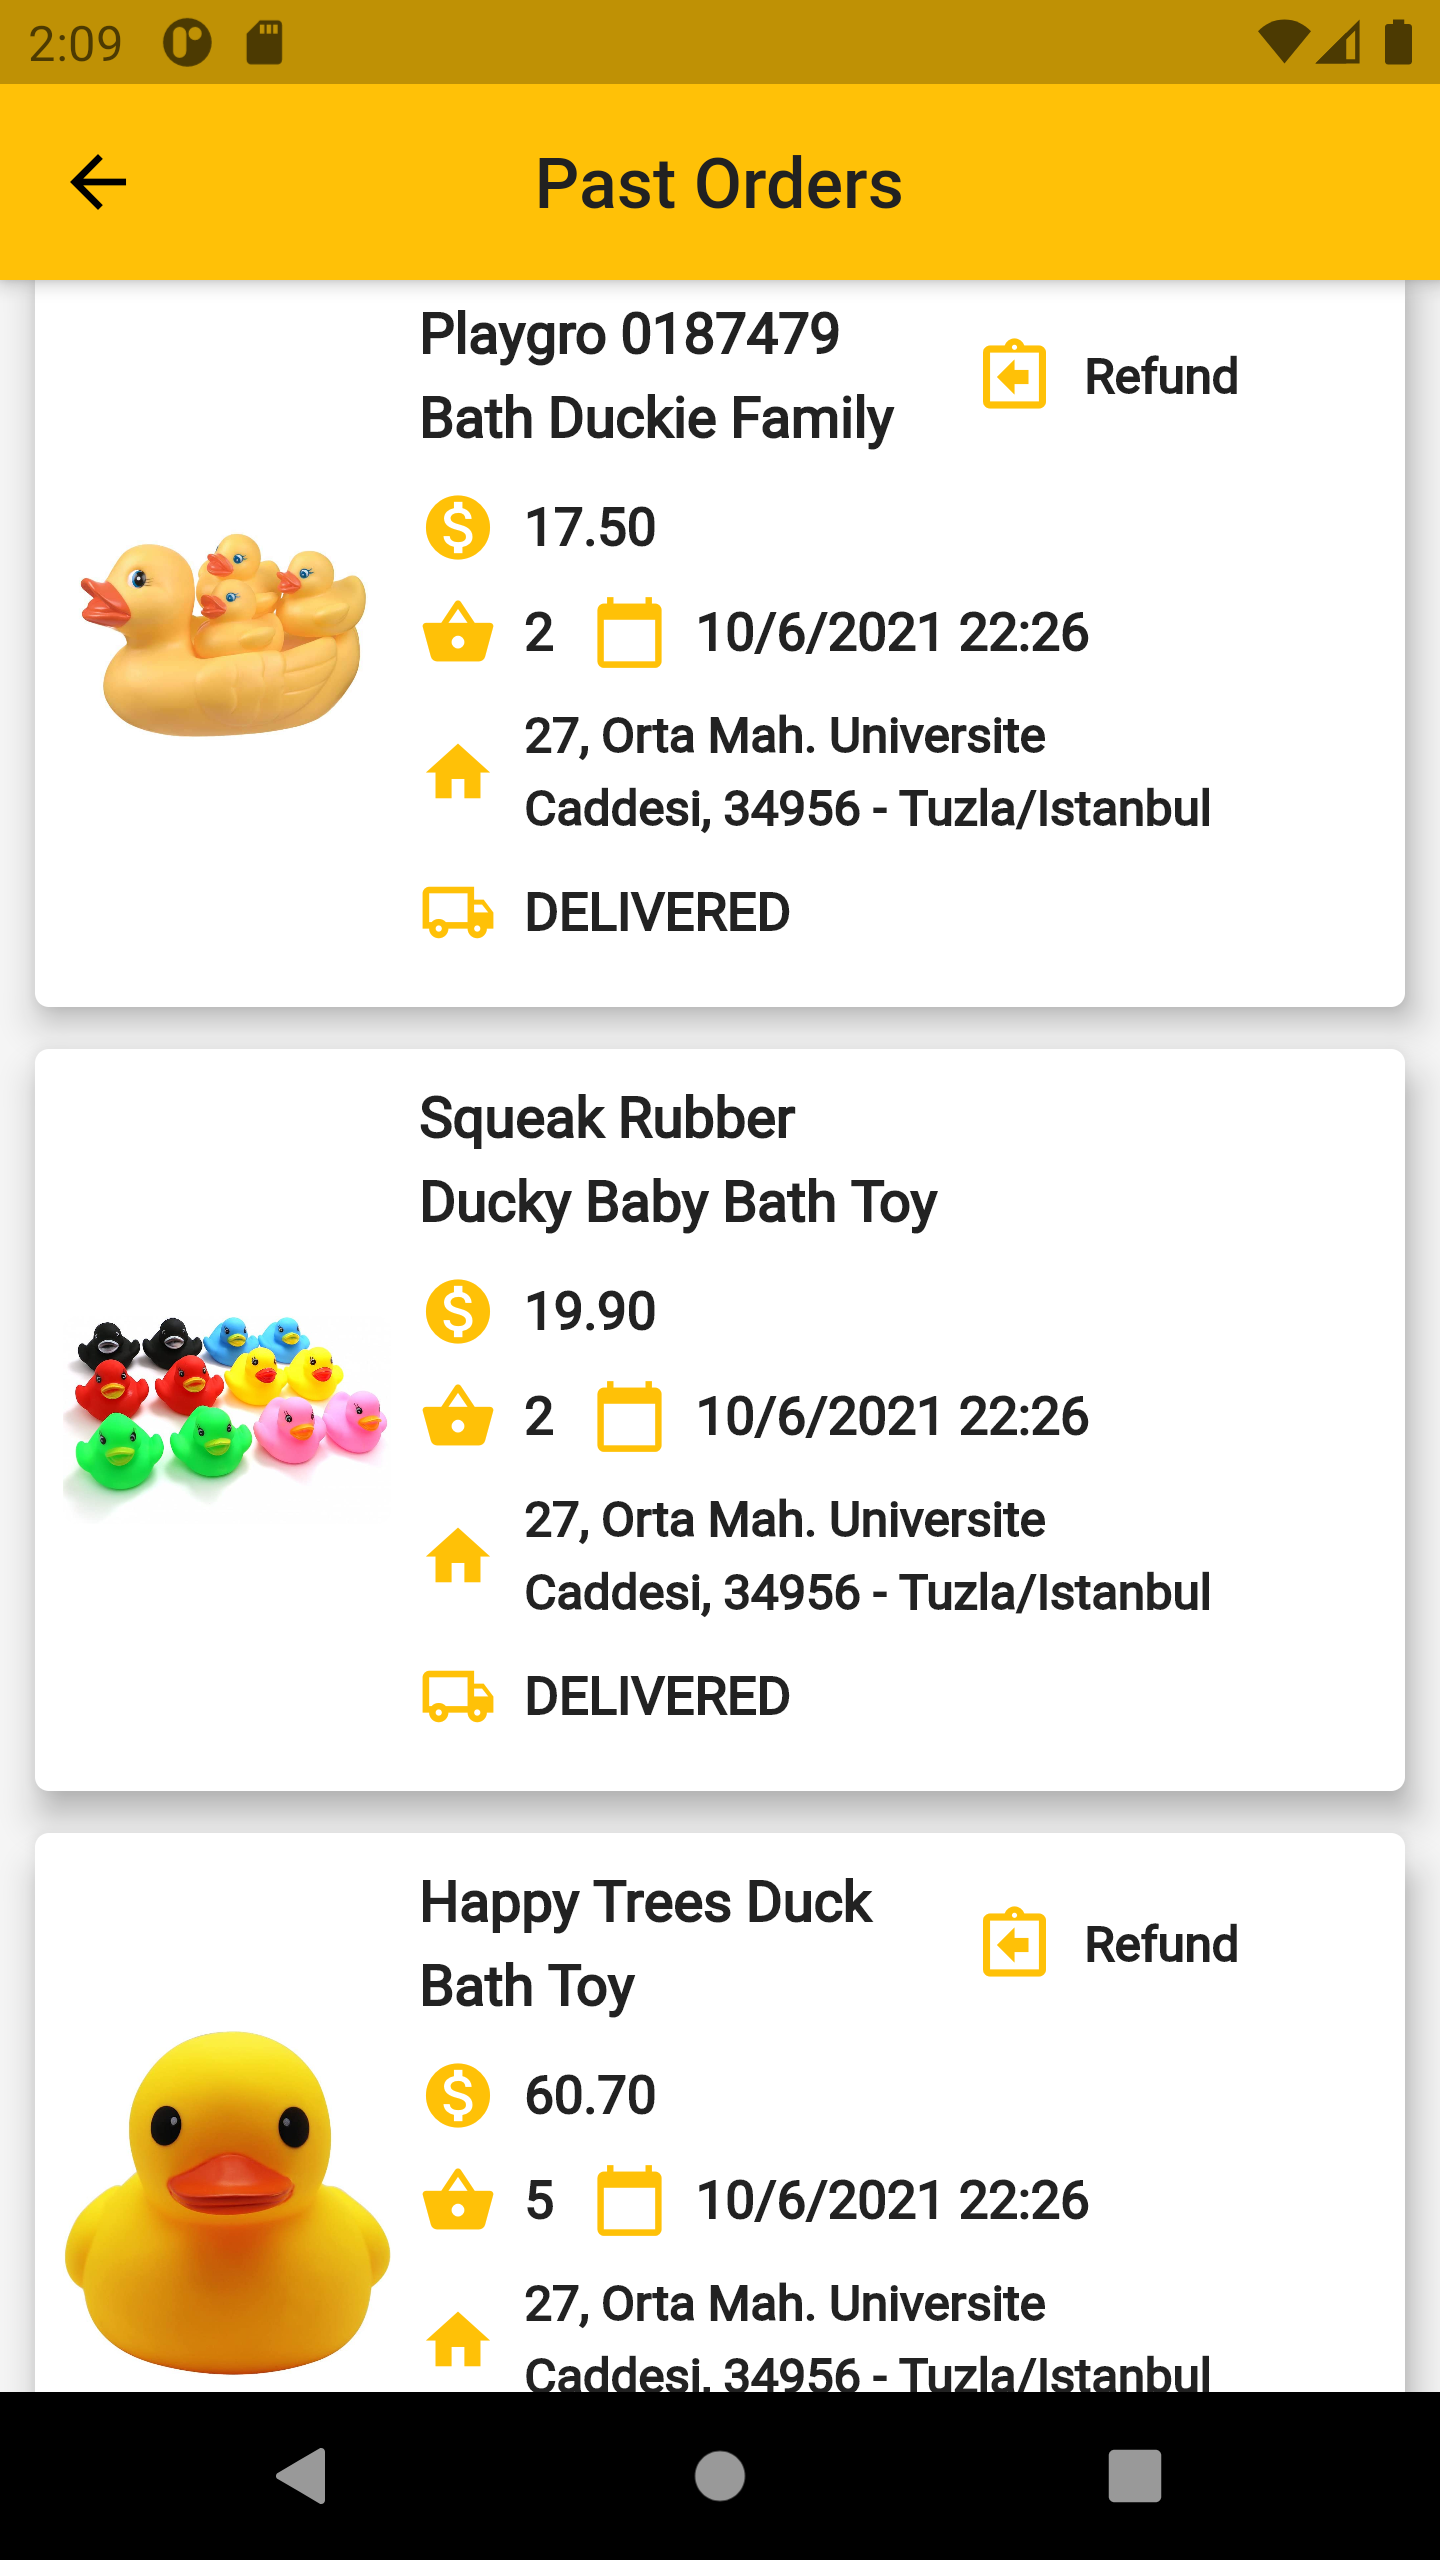 2:09
Past Orders
Playgro 0187479
Bath Duckie Family
Refund
17.50
2 10/6/2021 22:26
27, Orta Mah. Universite
Caddesi, 34956 - Tuzla/Istanbul
DELIVERED
Squeak Rubber
Ducky Baby Bath Toy
19.90
2 10/6/2021 22:26
27, Orta Mah. Universite
Caddesi, 34956 - Tuzla/Istanbul
DELIVERED
Happy Trees Duck
Bath Toy
Refund
60.70
5 10/6/2021 22:26
27, Orta Mah. Universite
Caddesi, 34956 - Tuzla/Istanbul